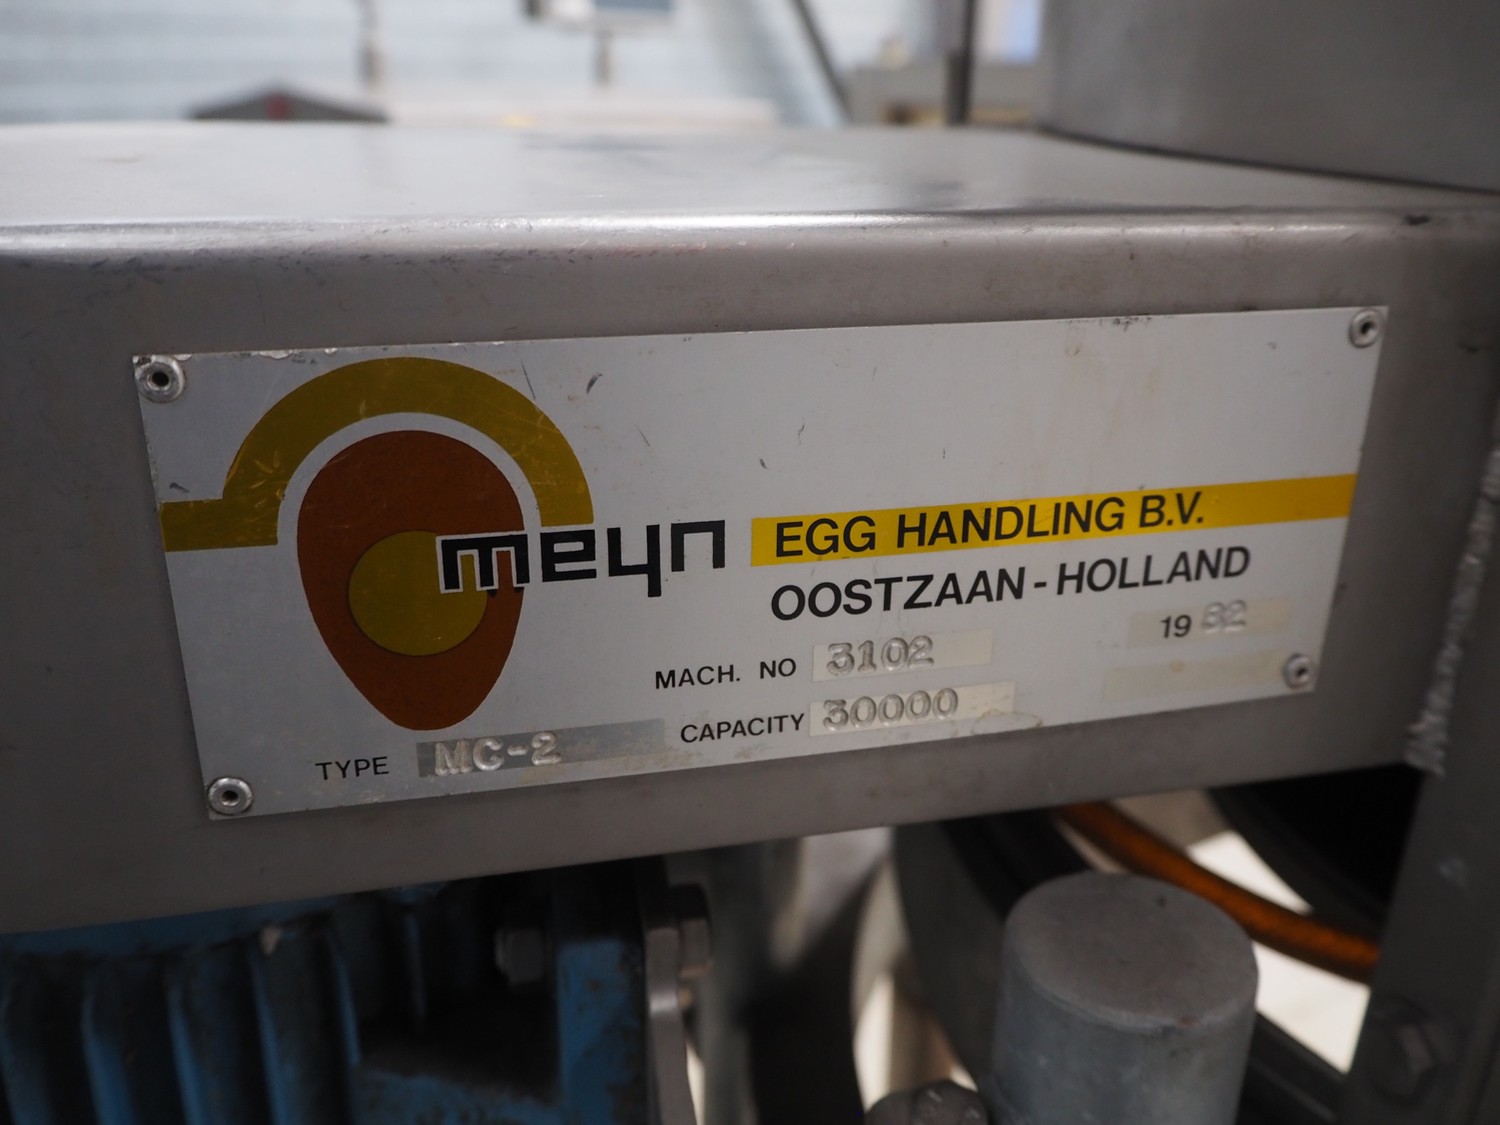 meyn EGG HANDLING B.V.
OOSTZAAN - HOLLAND
19 82
MACH. NO 3102
CAPACITY 30000
TYPE MC-2